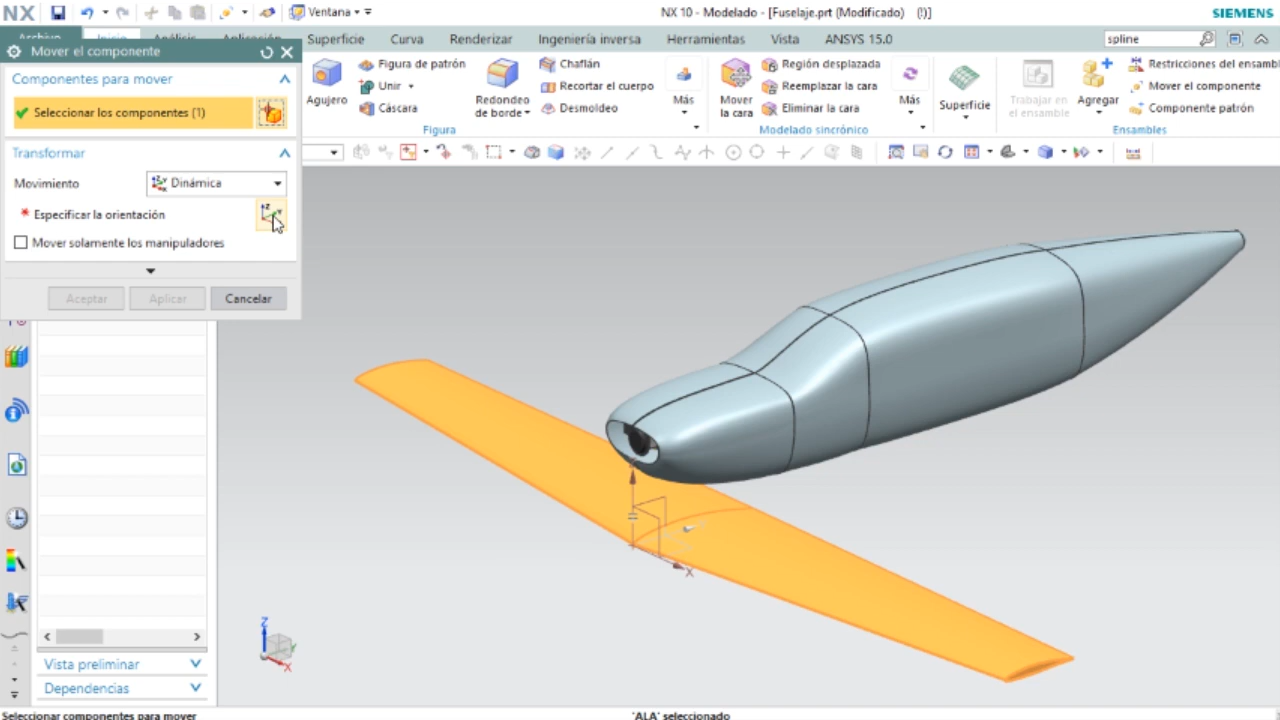 NX
Ventana
NX 10 - Modelado - [Fuselaje.prt (Modificado) (!)]
SIEMENS
Archivo
Inicio
Análisis
Aplicación
Superficie
Curva
Renderizar
Ingeniería inversa
Herramientas
Vista
ANSYS 15.0
spline
Mover el componente
Componentes para mover
Seleccionar los componentes (1)
Transformar
Movimiento
Dinámica
* Especificar la orientación
Mover solamente los manipuladores
Aceptar
Aplicar
Cancelar
Agujero
Figura de patrón
Unir
Cáscara
Redondeo
de borde
Chaflán
Recortar el cuerpo
Desmoldeo
Más
Figura
Mover
la cara
Región desplazada
Reemplazar la cara
Eliminar la cara
Más
Modelado sincrónico
Superficie
Trabajar en
el ensamble
Agregar
Restricciones del ensambl
Mover el componente
Componente patrón
Ensambles
X
Z
X
Vista preliminar
Dependencias
Seleccionar componentes para mover
'ALA' seleccionado